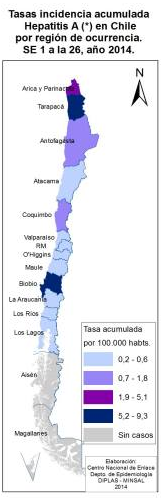 Tasas incidencia acumulada
Hepatitis A (*) en Chile
por región de ocurrencia.
SE 1 a la 26, año 2014.
N
Arica y Parinacota
Tarapacá
Antofagasta
Atacama
Coquimbo
Valparaíso
RM
O'Higgins
Maule
Biobio
La Araucanía
Los Ríos
Los Lagos
Aisén
Magallanes
Tasa acumulada
por 100.000 habts.
0,2 - 0,6
0,7 - 1,8
1,9 - 5,1
5,2 - 9,3
Sin casos
Elaboración:
Centro Nacional de Enlace
Depto. de Epidemiología
DIPLAS - MINSAL
2014